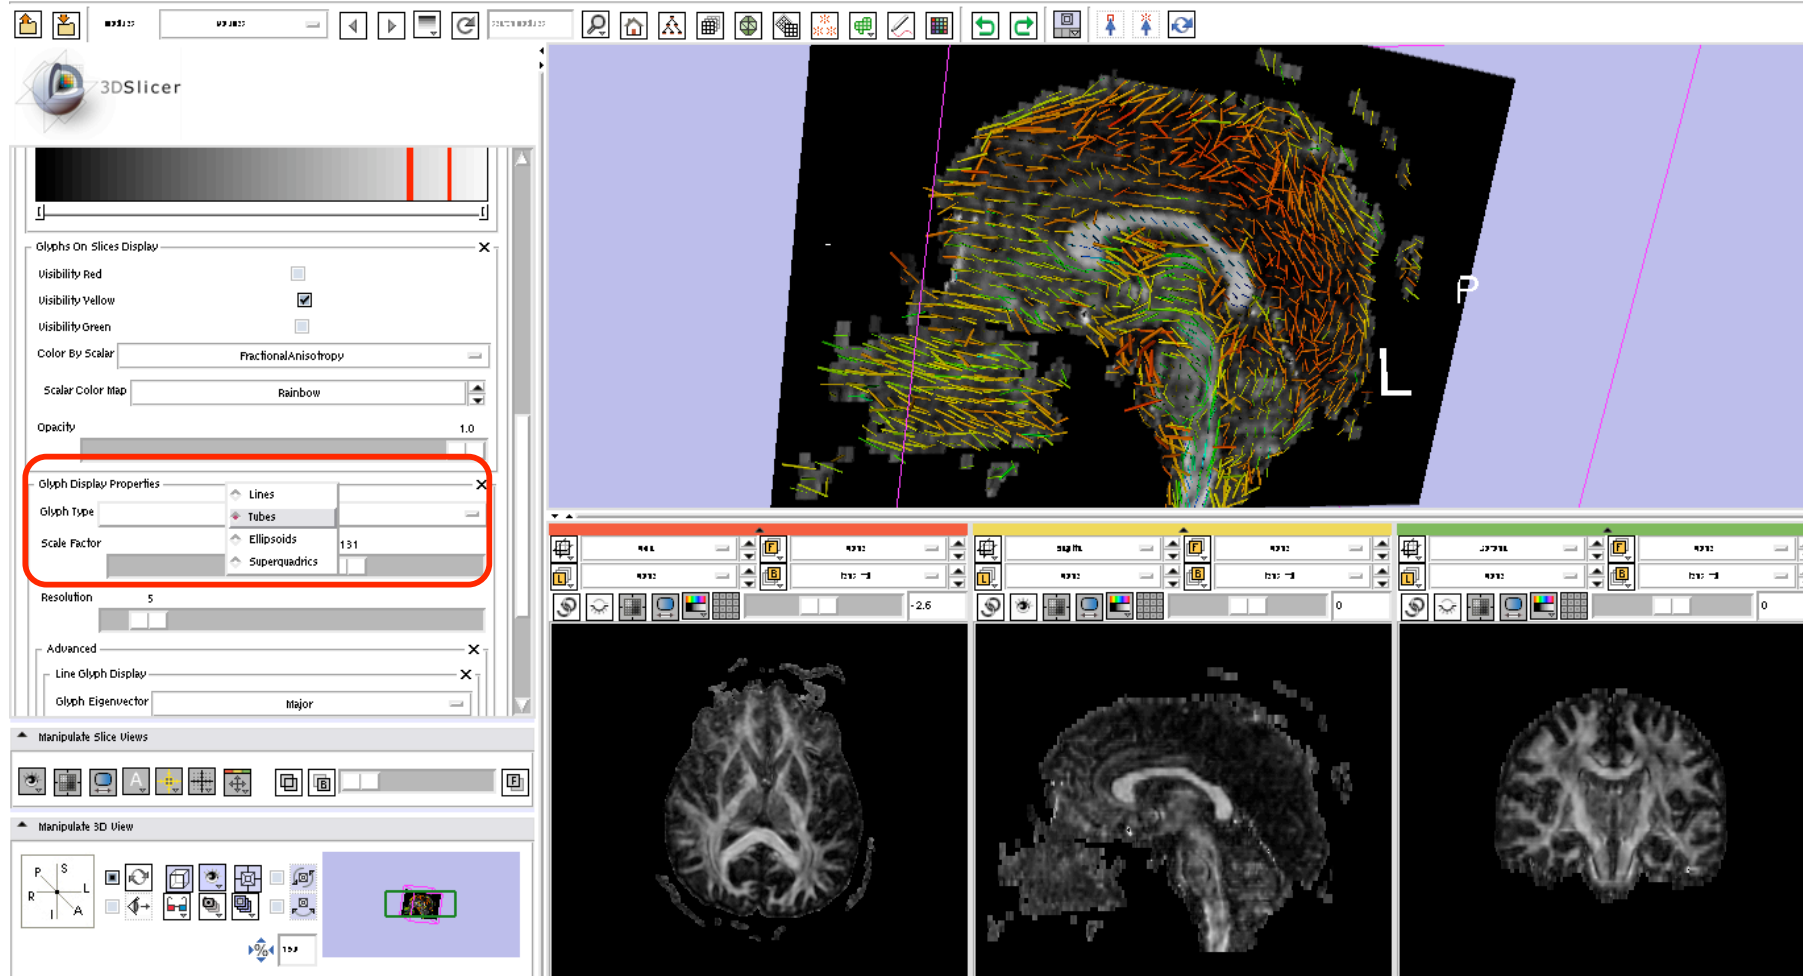 3DSlicer
Glyphs On Slices Display
Visibility Red
Visibility Yellow
Visibility Green
Color By Scalar FractionalAnisotropy
Scalar Color Map Rainbow
Opacity 1.0
Glyph Display Properties
Lines
Glyph Type Tubes
Ellipsoids
Scale Factor 131
Superquadrics
Resolution 5
Advanced
Line Glyph Display
Glyph Eigenvector Major
Manipulate Slice Views
A
F
B
Manipulate 3D View
P S
R L
I A
%
P
L
F
L B
-2.6
F
L B
0
F
L B
0